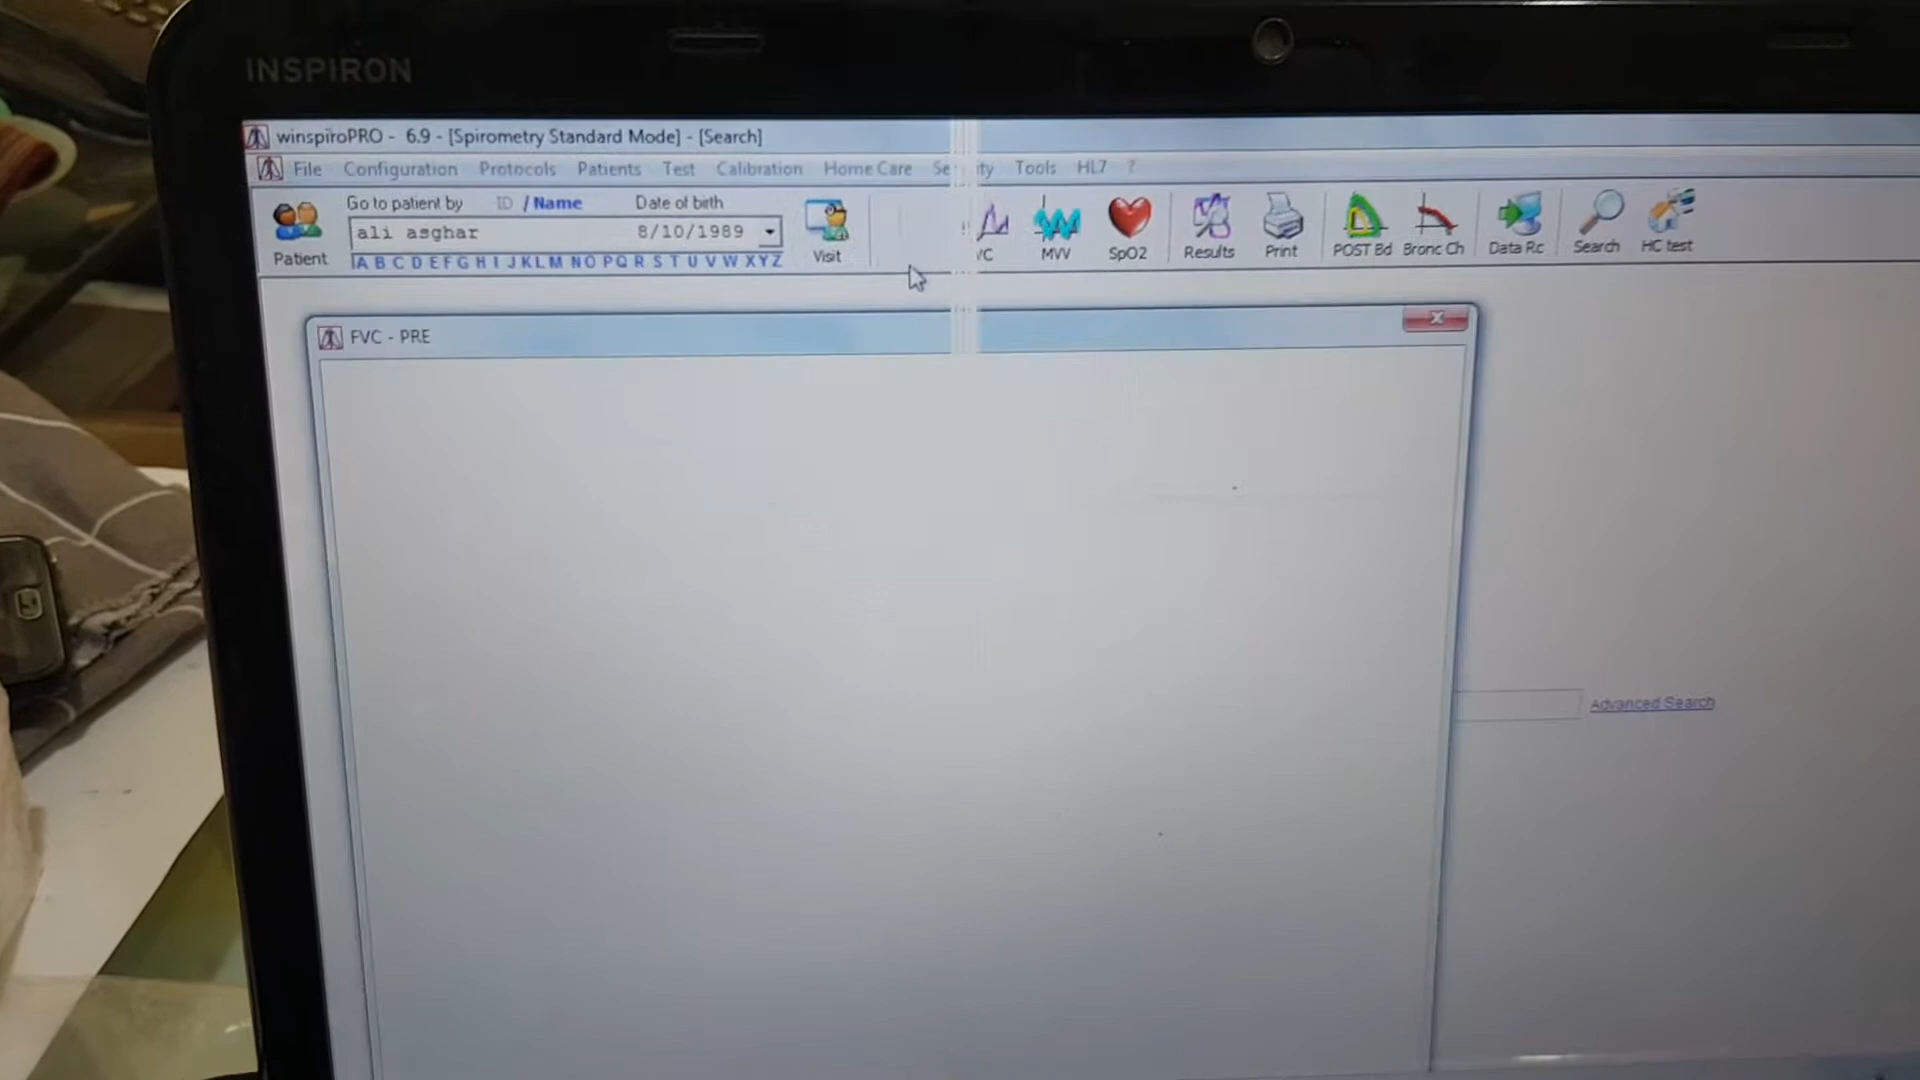 INSPIRON
winspiroPRO - 6.9 - [Spirometry Standard Mode] - [Search]
File Configuration Protocols Patients Test Calibration Home Care Tools HL7 ?
Go to patient by ID / Name Date of birth
ali asghar 8/10/1989
A B C D E F G H I J K L M N O P Q R S T U V W X Y Z
Patient Visit VC MVV SpO2 Results Print POST Bd Bronc Ch Data Rc Search HC test
FVC - PRE
Advanced Search